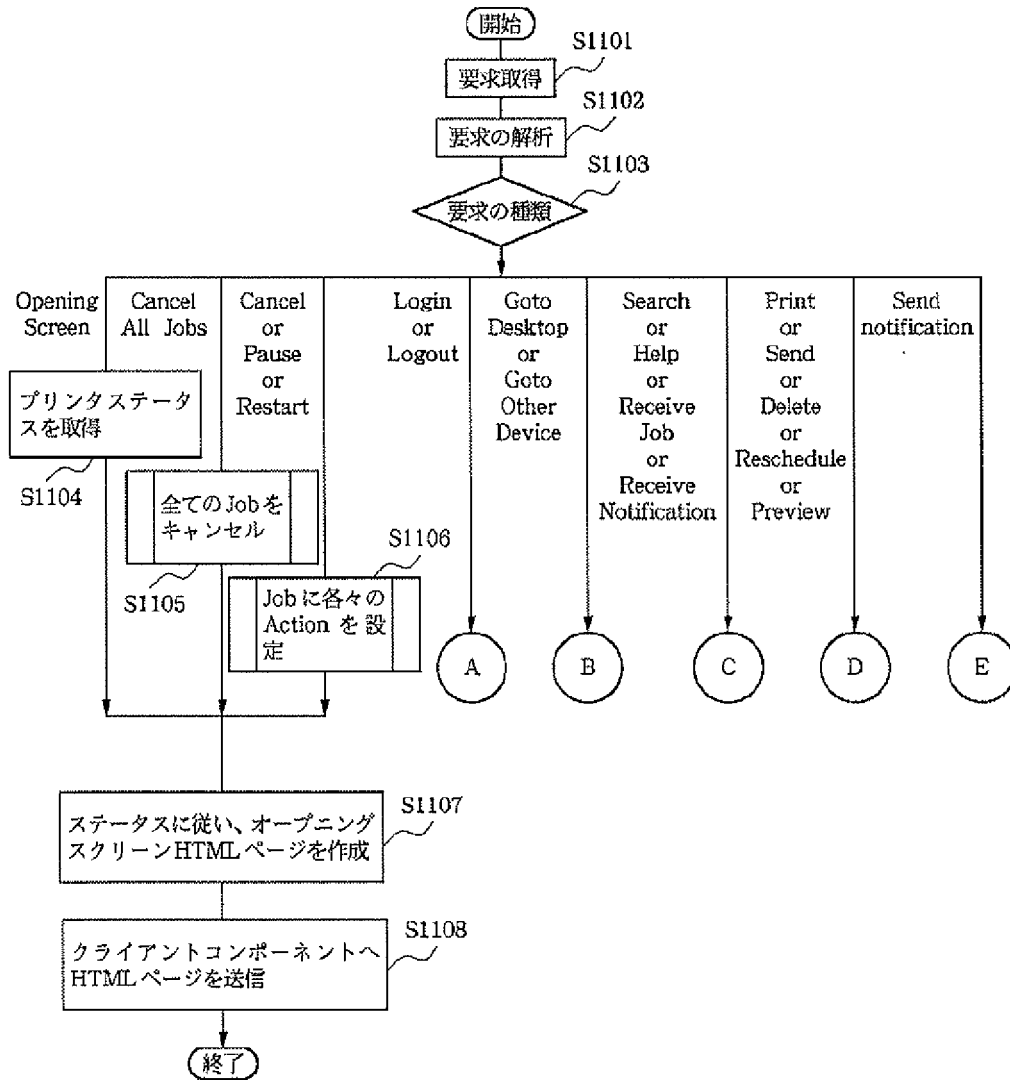 開始
S1101
要求取得
S1102
要求の解析
S1103
要求の種類
Opening
Screen
Cancel
All Jobs
Cancel
or
Pause
or
Restart
Login
or
Logout
Goto
Desktop
or
Goto
Other
Device
Search
or
Help
or
Receive
Job
or
Receive
Notification
Print
or
Send
or
Delete
or
Reschedule
or
Preview
Send
notification
プリンタステータ
スを取得
S1104
全てのJobを
キャンセル
S1105
S1106
Jobに各々の
Action を設
定
A
B
C
D
E
S1107
ステータスに従い、オープニング
スクリーンHTMLページを作成
S1108
クライアントコンポーネントへ
HTMLページを送信
終了